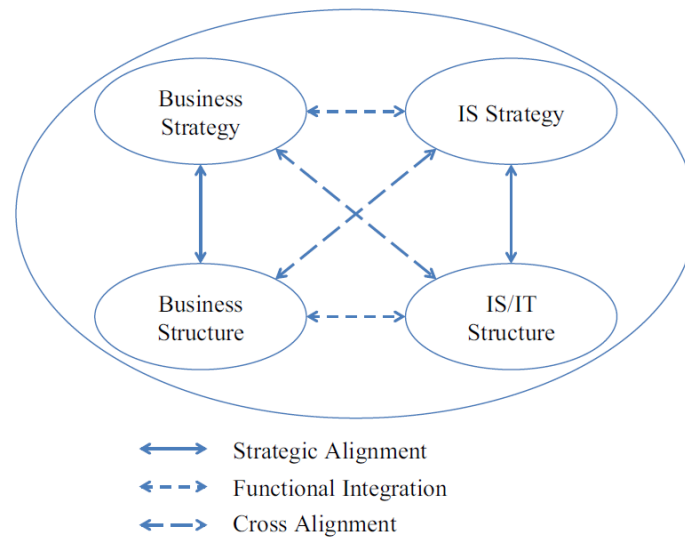 Business
Strategy
IS Strategy
Business
Structure
IS/IT
Structure
Strategic Alignment
Functional Integration
Cross Alignment